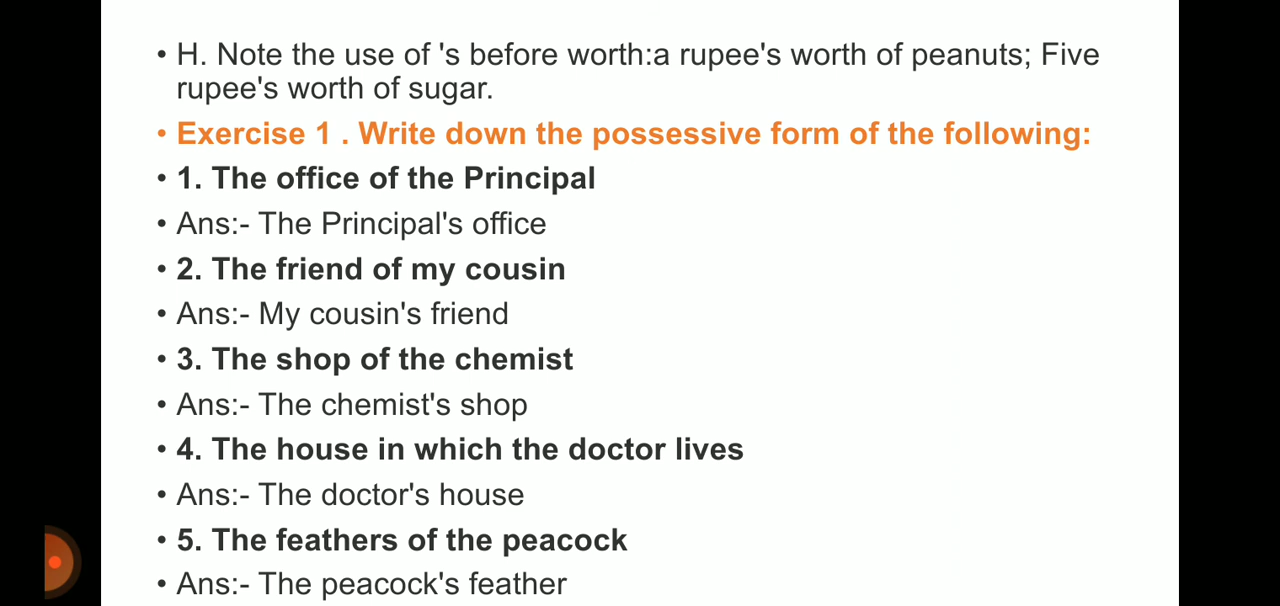 • H. Note the use of 's before worth:a rupee's worth of peanuts; Five
rupee's worth of sugar.
• Exercise 1 . Write down the possessive form of the following:
• 1. The office of the Principal
• Ans:- The Principal's office
• 2. The friend of my cousin
• Ans:- My cousin's friend
• 3. The shop of the chemist
• Ans:- The chemist's shop
• 4. The house in which the doctor lives
• Ans:- The doctor's house
• 5. The feathers of the peacock
• Ans:- The peacock's feather